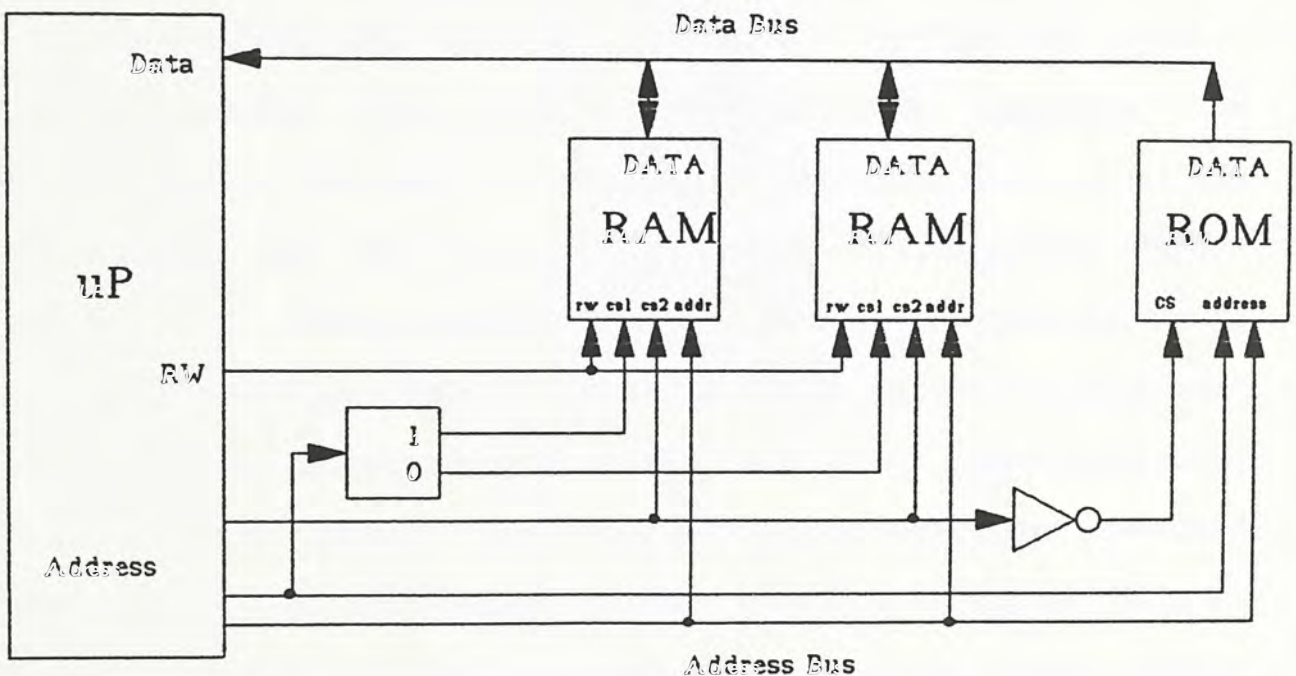 Data Bus
Data
DATA
DATA
DATA
RAM
RAM
ROM
uP
rw cs1 cs2 addr
rw cs1 cs2 addr
CS address
RW
1
0
Address
Address Bus